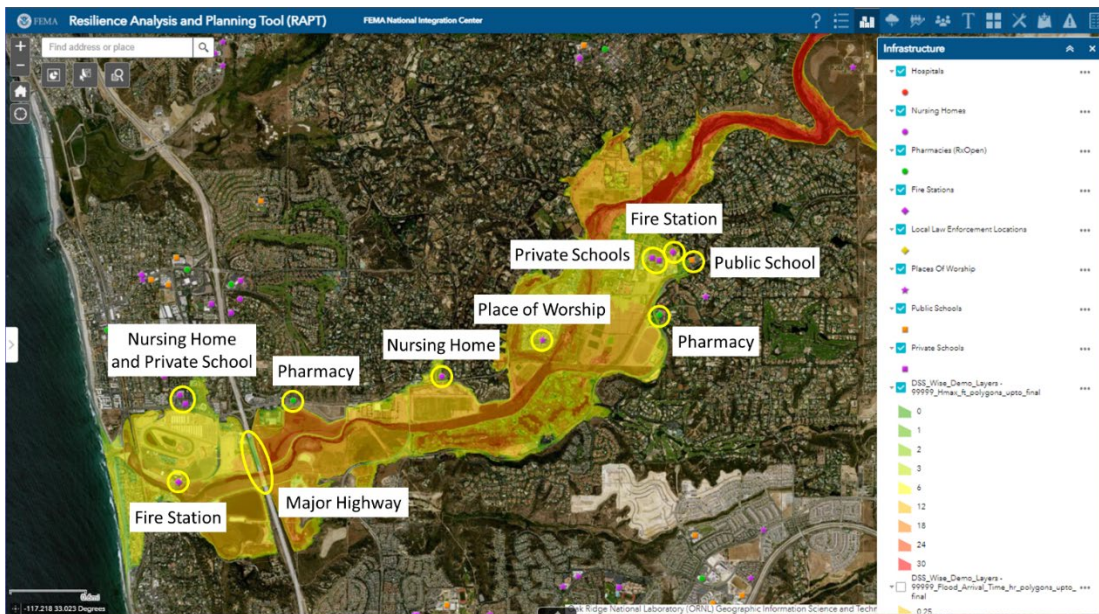 FEMA
Resilience Analysis and Planning Tool (RAPT)
FEMA National Integration Center
Find address or place
Fire Station
Private Schools
Public School
Place of Worship
Nursing Home
and Private School
Pharmacy
Nursing Home
Pharmacy
Fire Station
Major Highway
-117.218 33.023 Degrees
Oak Ridge National Laboratory (ORNL) Geographic Information Science and Techn
Infrastructure
Hospitals
Nursing Homes
Pharmacies (RxOpen)
Fire Stations
Local Law Enforcement Locations
Places Of Worship
Public Schools
Private Schools
DSS_Wise_Demo_Layers -
99999_Hmax_ft_polygons_upto_final
0
1
2
3
6
12
18
24
30
DSS_Wise_Demo_Layers -
99999_Flood_Arrival_Time_hr_polygons_upto_
final
0.25